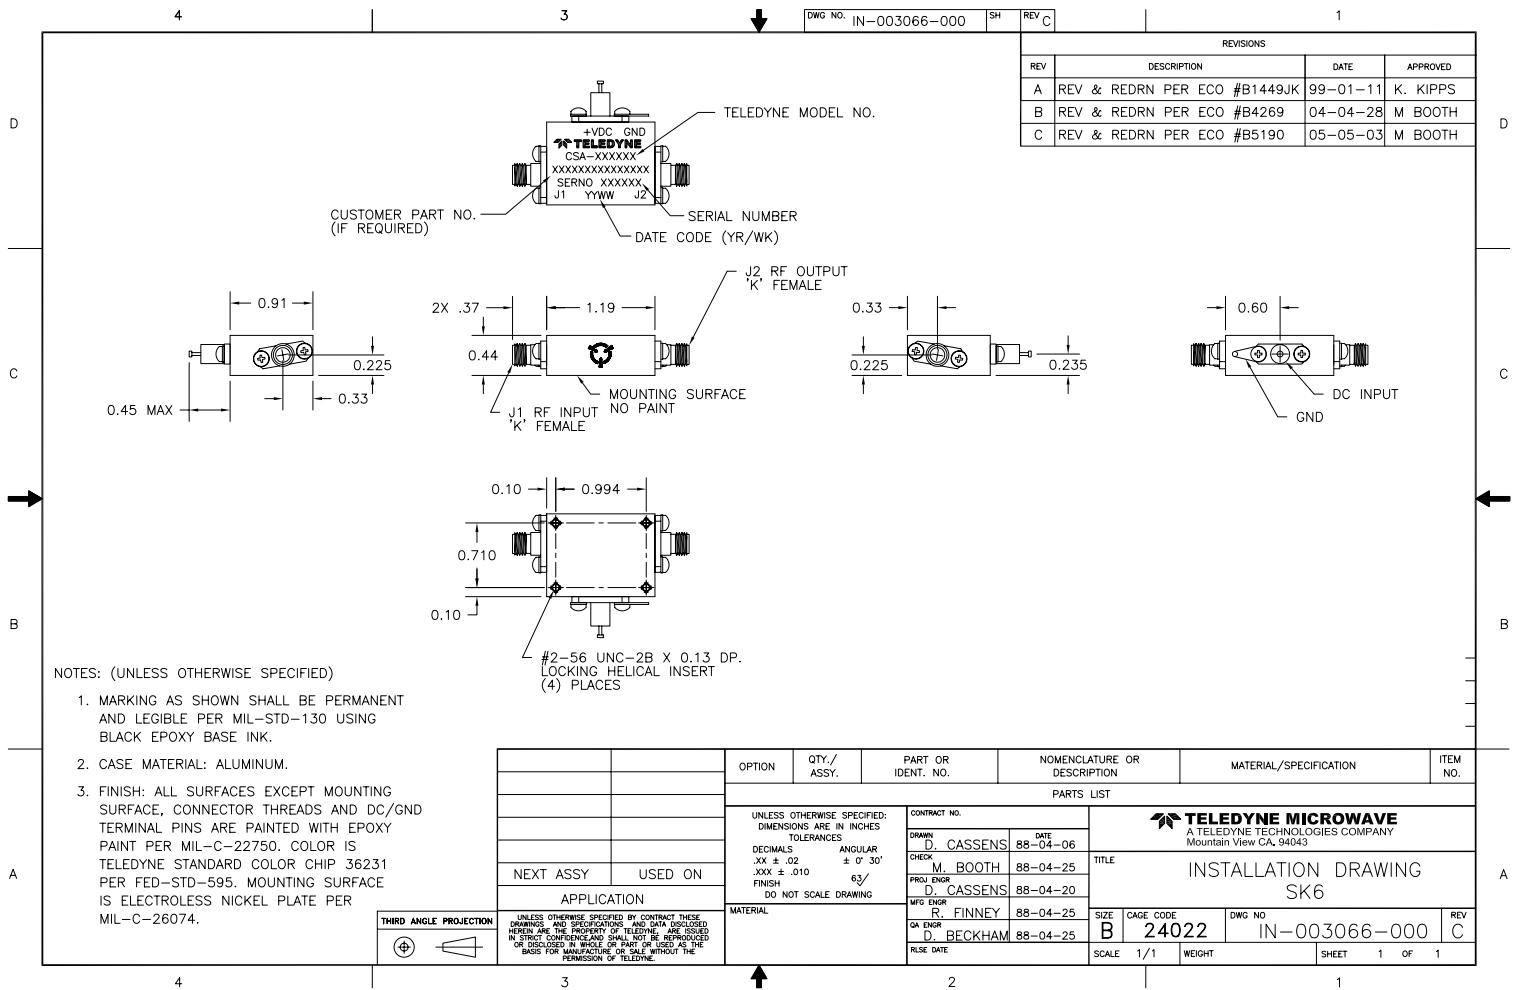 4
3
DWG NO. IN-003066-000
SH
REV C
1
REVISIONS
REV DESCRIPTION DATE APPROVED
A REV & REDRN PER ECO #B1449JK 99-01-11 K. KIPPS
B REV & REDRN PER ECO #B4269 04-04-28 M BOOTH
C REV & REDRN PER ECO #B5190 05-05-03 M BOOTH
D
D
+VDC GND
TELEDYNE
CSA-XXXXXX
XXXXXXXXXXXXXXX
SERNO XXXXXX
J1 YYWW J2
TELEDYNE MODEL NO.
CUSTOMER PART NO.
(IF REQUIRED)
SERIAL NUMBER
DATE CODE (YR/WK)
J2 RF OUTPUT
'K' FEMALE
0.91
2X .37
1.19
0.33
0.60
0.44
0.225
0.225
0.235
C
C
0.33
0.45 MAX
MOUNTING SURFACE
NO PAINT
J1 RF INPUT
'K' FEMALE
DC INPUT
GND
0.10
0.994
0.710
0.10
B
B
#2-56 UNC-2B X 0.13 DP.
LOCKING HELICAL INSERT
(4) PLACES
NOTES: (UNLESS OTHERWISE SPECIFIED)
1. MARKING AS SHOWN SHALL BE PERMANENT
AND LEGIBLE PER MIL-STD-130 USING
BLACK EPOXY BASE INK.
2. CASE MATERIAL: ALUMINUM.
3. FINISH: ALL SURFACES EXCEPT MOUNTING
SURFACE, CONNECTOR THREADS AND DC/GND
TERMINAL PINS ARE PAINTED WITH EPOXY
PAINT PER MIL-C-22750. COLOR IS
TELEDYNE STANDARD COLOR CHIP 36231
PER FED-STD-595. MOUNTING SURFACE
IS ELECTROLESS NICKEL PLATE PER
MIL-C-26074.
A
A
THIRD ANGLE PROJECTION
NEXT ASSY USED ON
APPLICATION
UNLESS OTHERWISE SPECIFIED BY CONTRACT THESE
DRAWINGS AND SPECIFICATIONS AND DATA DISCLOSED
HEREIN ARE THE PROPERTY OF TELEDYNE, ARE ISSUED
IN STRICT CONFIDENCE,AND SHALL NOT BE REPRODUCED
OR DISCLOSED IN WHOLE OR PART OR USED AS THE
BASIS FOR MANUFACTURE OR SALE WITHOUT THE
PERMISSION OF TELEDYNE.
OPTION
QTY./
ASSY.
PART OR
IDENT. NO.
NOMENCLATURE OR
DESCRIPTION
MATERIAL/SPECIFICATION
ITEM
NO.
PARTS LIST
UNLESS OTHERWISE SPECIFIED:
DIMENSIONS ARE IN INCHES
TOLERANCES
DECIMALS ANGULAR
.XX ± .02 ± 0° 30'
.XXX ± .010
FINISH 63/
DO NOT SCALE DRAWING
MATERIAL
CONTRACT NO.
DRAWN DATE
D. CASSENS 88-04-06
CHECK
M. BOOTH 88-04-25
PROJ ENGR
D. CASSENS 88-04-20
MFG ENGR
R. FINNEY 88-04-25
QA ENGR
D. BECKHAM 88-04-25
RLSE DATE
TELEDYNE MICROWAVE
A TELEDYNE TECHNOLOGIES COMPANY
Mountain View CA. 94043
TITLE
INSTALLATION DRAWING
SK6
SIZE B
CAGE CODE 24022
DWG NO IN-003066-000
REV C
SCALE 1/1
WEIGHT
SHEET 1 OF 1
4
3
2
1